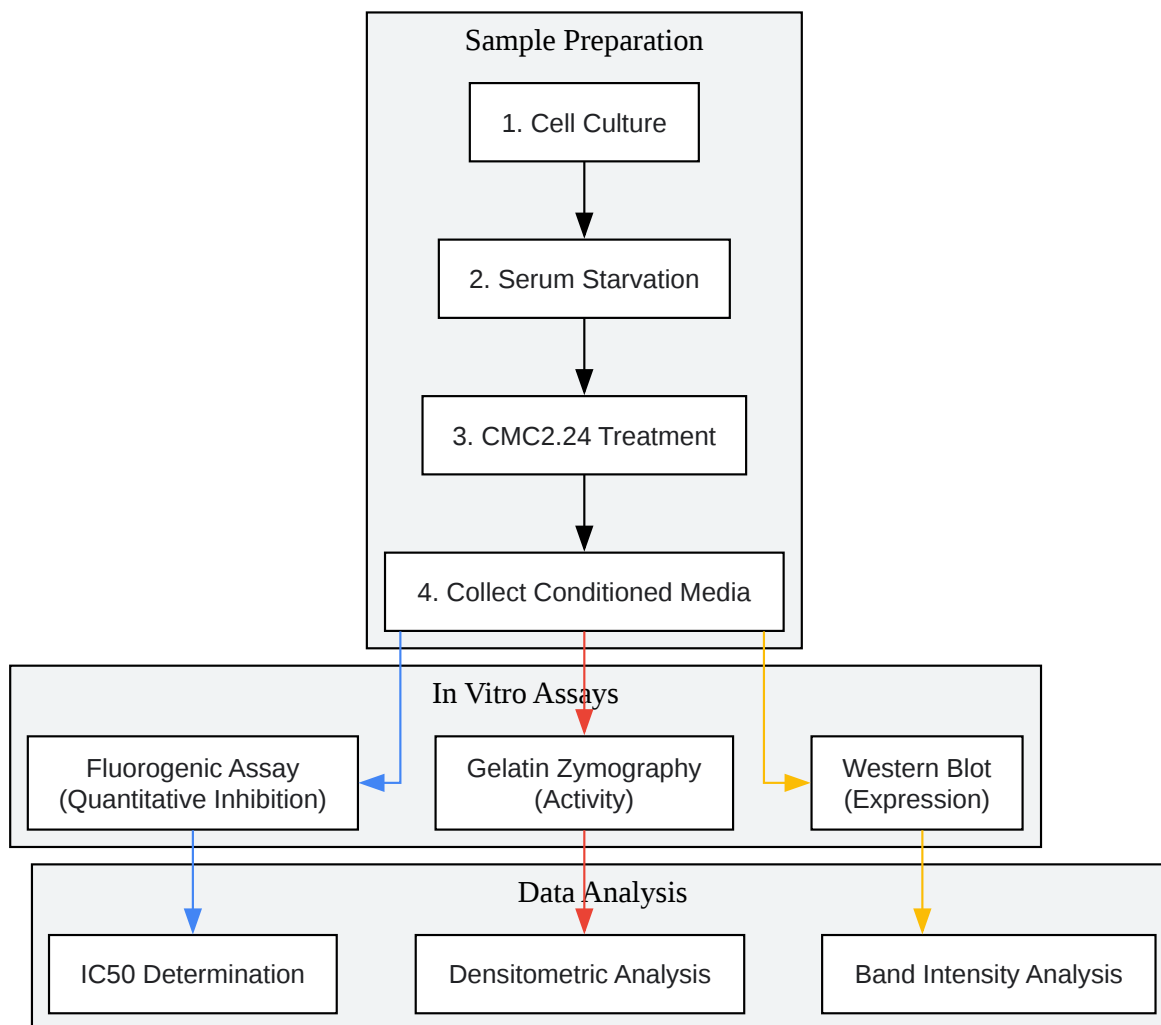 Sample Preparation
1. Cell Culture
2. Serum Starvation
3. CMC2.24 Treatment
4. Collect Conditioned Media
In Vitro Assays
Fluorogenic Assay
(Quantitative Inhibition)
Gelatin Zymography
(Activity)
Western Blot
(Expression)
Data Analysis
IC50 Determination
Densitometric Analysis
Band Intensity Analysis